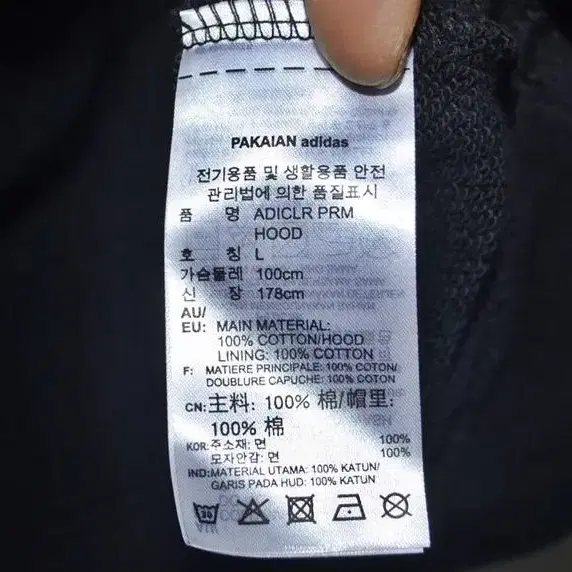 PAKAIAN adidas
전기용품 및 생활용품 안전
관리법에 의한 품질표시
품 명 ADICLR PRM
HOOD
호 칭 L
가슴둘레 100cm
신 장 178cm
AU/
EU: MAIN MATERIAL:
100% COTTON/HOOD
LINING: 100% COTTON
F: MATIERE PRINCIPALE: 100% COTON/
DOUBLURE CAPUCHE: 100% COTON
CN: 主料: 100% 棉/帽里:
100% 棉
KOR: 주소재: 면 100%
모자안감: 면 100%
IND: MATERIAL UTAMA: 100% KATUN/
GARIS PADA HUD: 100% KATUN
30